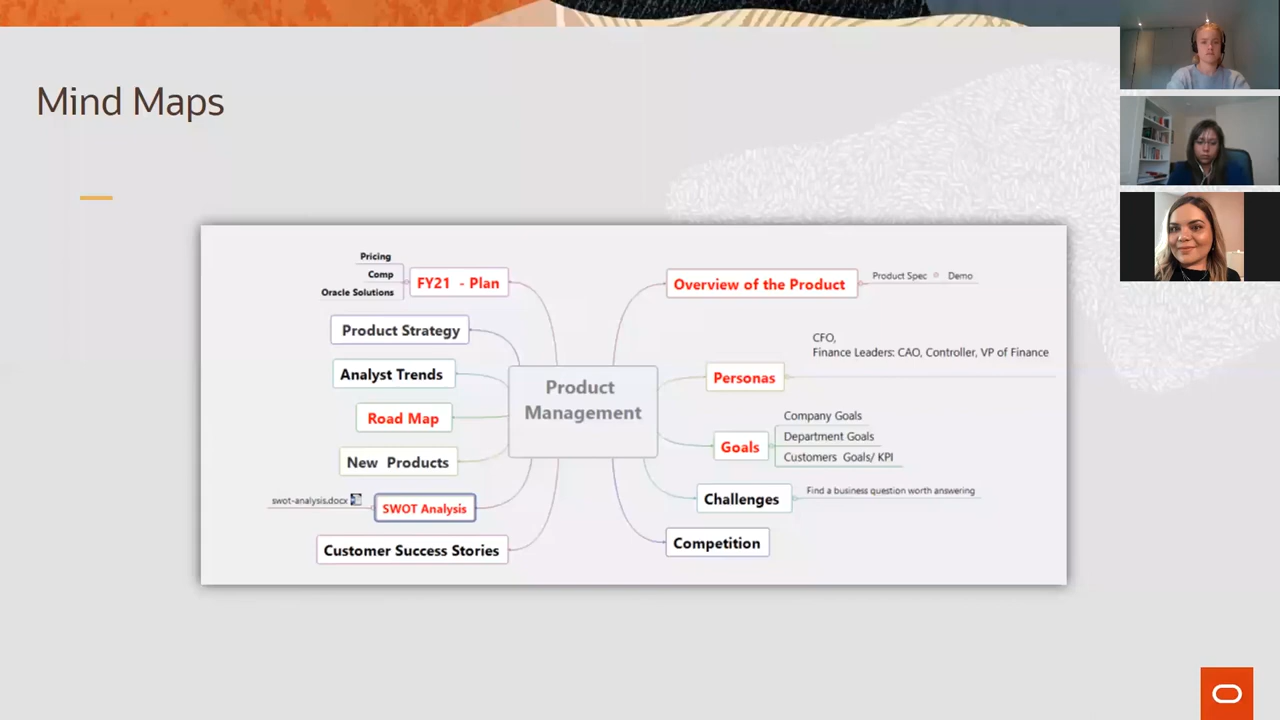 Mind Maps
Pricing
Comp
Oracle Solutions
FY21 - Plan
Product Strategy
Analyst Trends
Road Map
New Products
swot-analysis.docx
SWOT Analysis
Customer Success Stories
Product
Management
Overview of the Product
Product Spec
Demo
CFO,
Finance Leaders: CAO, Controller, VP of Finance
Personas
Goals
Company Goals
Department Goals
Customers Goals/ KPI
Challenges
Find a business question worth answering
Competition